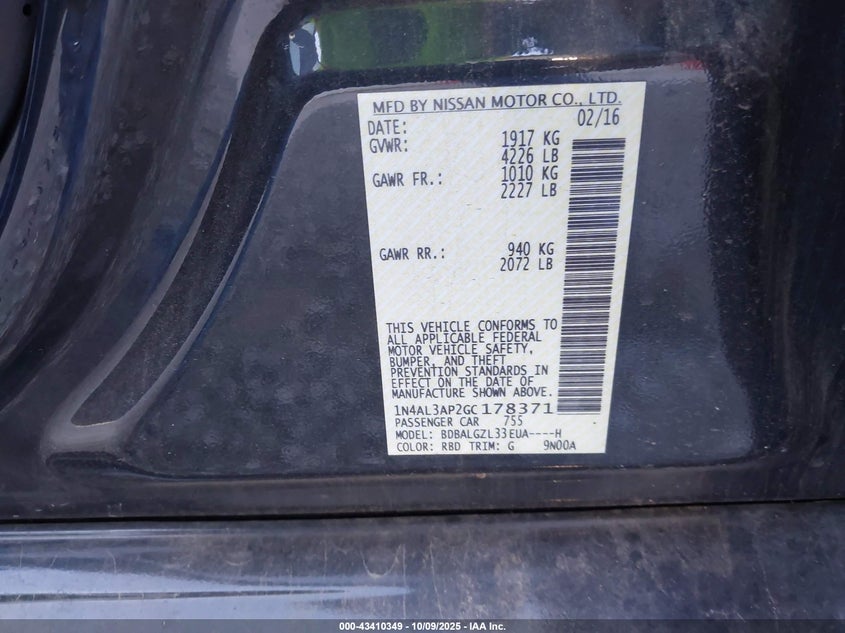 MFD BY NISSAN MOTOR CO., LTD.
DATE: 02/16
GVWR: 1917 KG
4226 LB
GAWR FR.: 1010 KG
2227 LB
GAWR RR.: 940 KG
2072 LB
THIS VEHICLE CONFORMS TO
ALL APPLICABLE FEDERAL
MOTOR VEHICLE SAFETY,
BUMPER, AND THEFT
PREVENTION STANDARDS IN
EFFECT ON THE DATE OF
MANUFACTURE SHOWN ABOVE.
1N4AL3AP2GC178371
PASSENGER CAR 755
MODEL: BDBALGZL33EUA----H
COLOR: RBD TRIM: G 9N00A
000-43410349 - 10/09/2025 - IAA Inc.